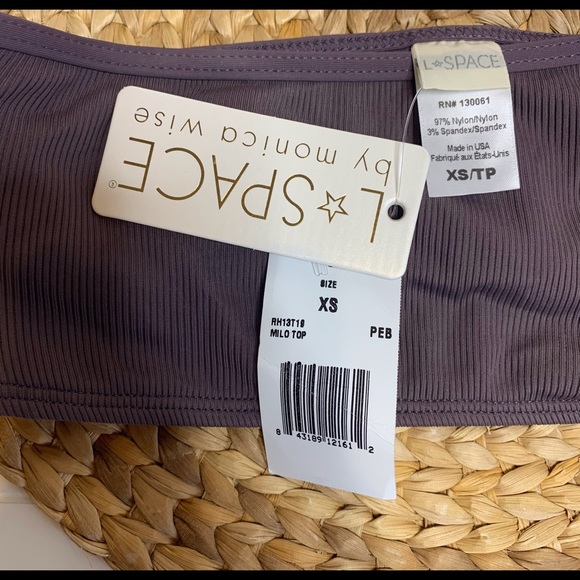 L☆SPACE
RN# 130061
97% Nylon/Nylon
3% Spandex/Spandex
Made in USA
Fabriqué aux États-Unis
XS/TP
L☆SPACE®
by monica wise
SIZE
XS
RH13T19
MILO TOP
PEB
8 43189 12161 2